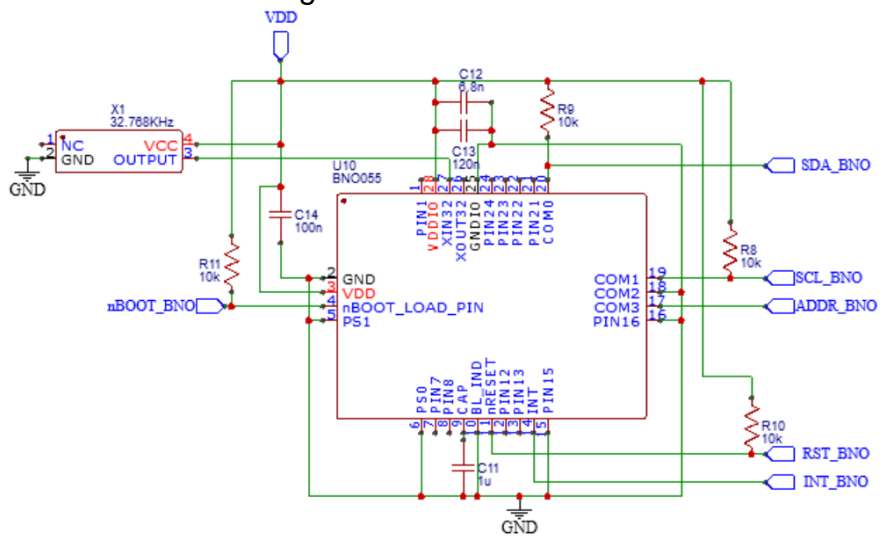 VDD
X1
32.768KHz
1 NC VCC 4
2 GND OUTPUT 3
GND
C12
6.8n
C13
120n
R9
10k
SDA_BNO
U10
BNO055
1 28 27 26 25 24 23 22 21 20
PIN1 VDDIO XIN32 XOUT32 GNDIO PIN24 PIN23 PIN22 PIN21 COM0
C14
100n
R11
10k
R8
10k
nBOOT_BNO
2 GND
3 VDD
4 nBOOT_LOAD_PIN
5 PS1
COM1 19
COM2 18
COM3 17
PIN16 16
SCL_BNO
ADDR_BNO
PS0 PIN7 PIN8 CAP BL_IND nRESET PIN12 PIN13 INT PIN15
6 7 8 9 10 11 12 13 14 15
C11
1u
R10
10k
RST_BNO
INT_BNO
GND